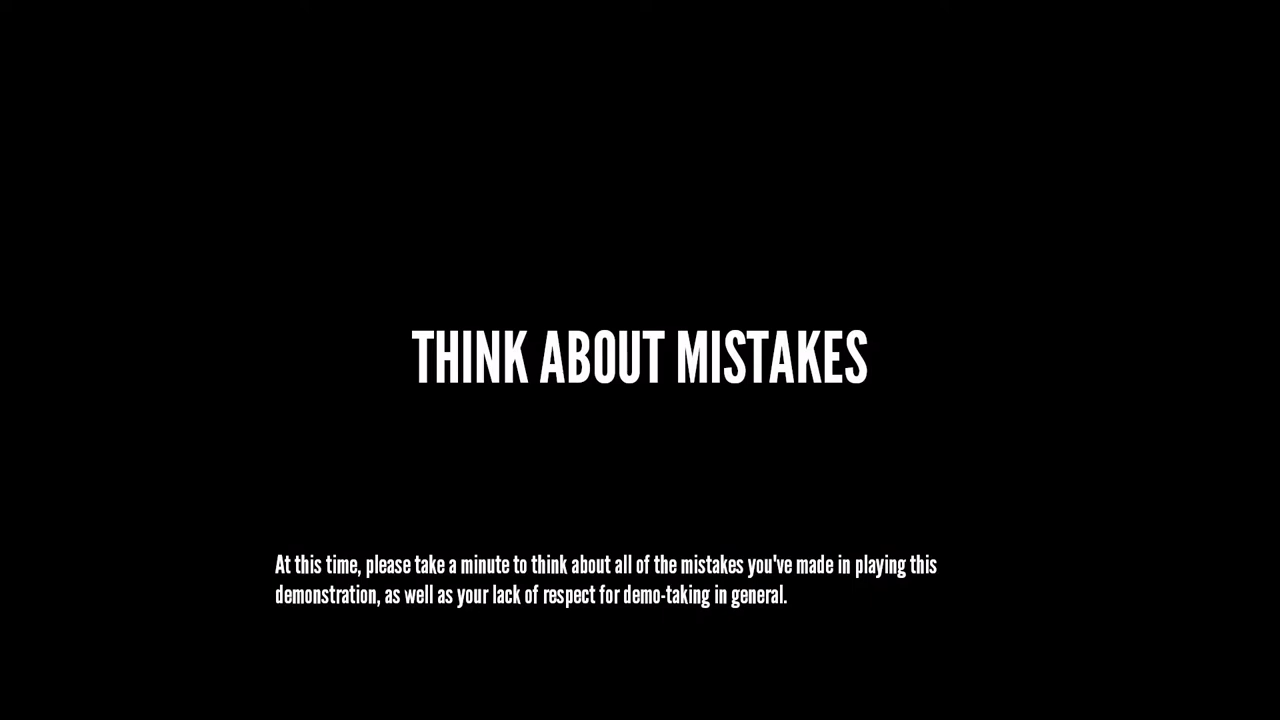 THINK ABOUT MISTAKES
At this time, please take a minute to think about all of the mistakes you've made in playing this
demonstration, as well as your lack of respect for demo-taking in general.